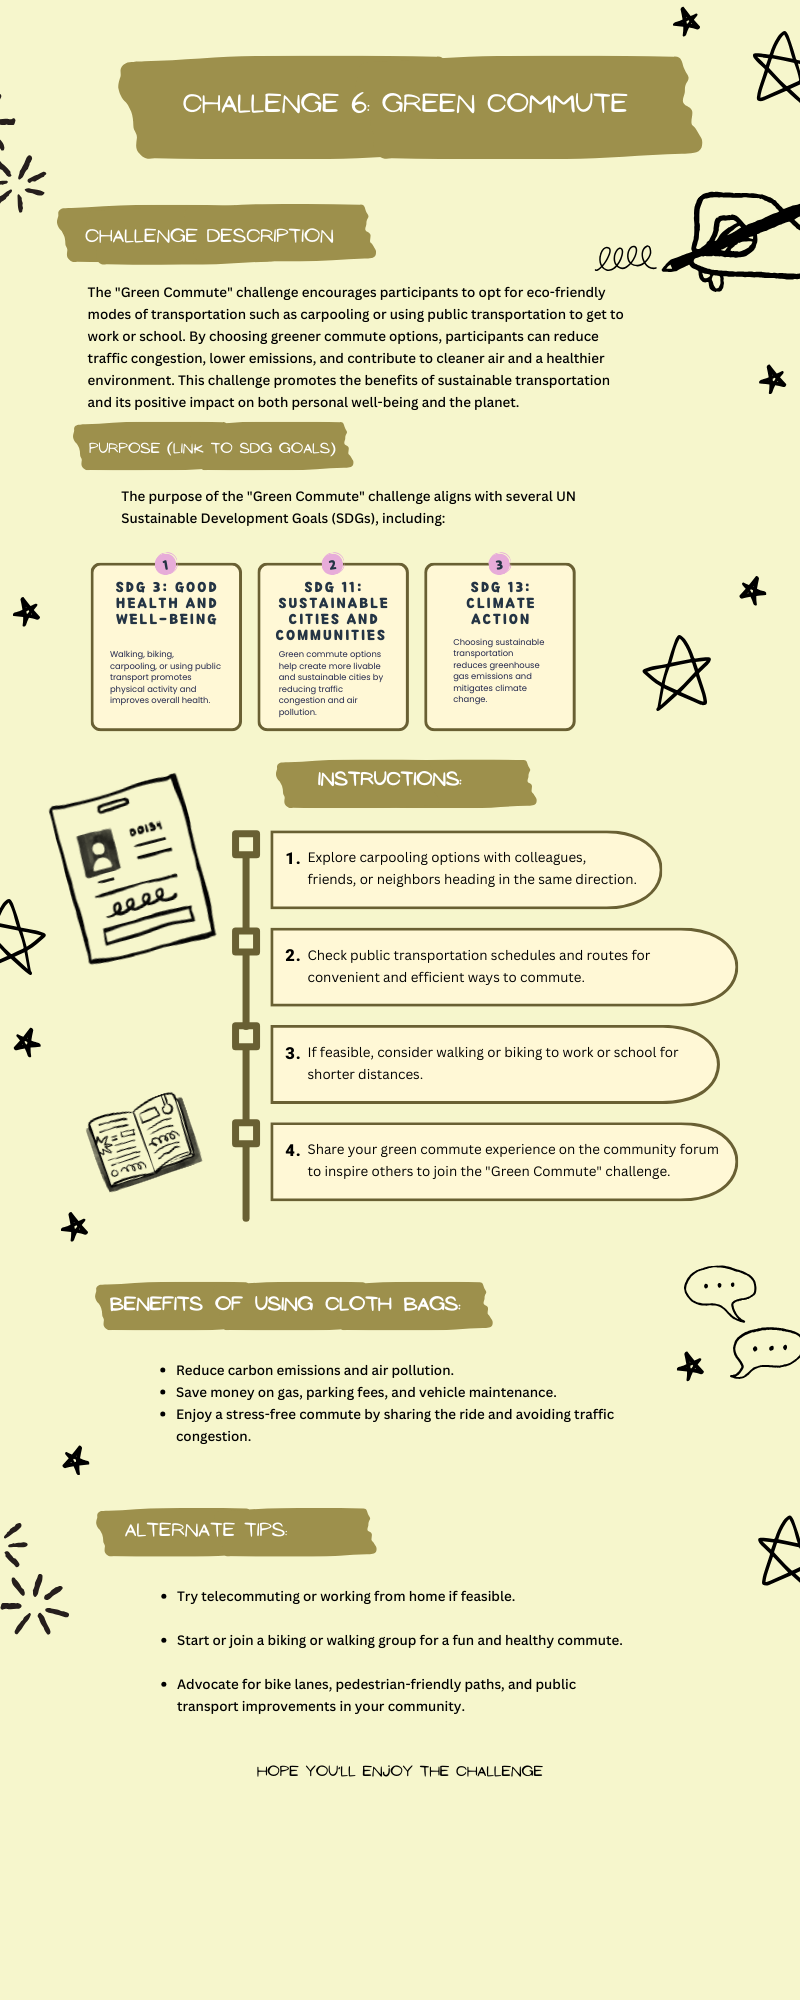 CHALLENGE 6: GREEN COMMUTE
CHALLENGE DESCRIPTION
The "Green Commute" challenge encourages participants to opt for eco-friendly
modes of transportation such as carpooling or using public transportation to get to
work or school. By choosing greener commute options, participants can reduce
traffic congestion, lower emissions, and contribute to cleaner air and a healthier
environment. This challenge promotes the benefits of sustainable transportation
and its positive impact on both personal well-being and the planet.
PURPOSE (LINK TO SDG GOALS)
The purpose of the "Green Commute" challenge aligns with several UN
Sustainable Development Goals (SDGs), including:
1
SDG 3: GOOD
HEALTH AND
WELL-BEING
Walking, biking,
carpooling, or using public
transport promotes
physical activity and
improves overall health.
2
SDG 11:
SUSTAINABLE
CITIES AND
COMMUNITIES
Green commute options
help create more livable
and sustainable cities by
reducing traffic
congestion and air
pollution.
3
SDG 13:
CLIMATE
ACTION
Choosing sustainable
transportation
reduces greenhouse
gas emissions and
mitigates climate
change.
INSTRUCTIONS:
1. Explore carpooling options with colleagues,
friends, or neighbors heading in the same direction.
2. Check public transportation schedules and routes for
convenient and efficient ways to commute.
3. If feasible, consider walking or biking to work or school for
shorter distances.
4. Share your green commute experience on the community forum
to inspire others to join the "Green Commute" challenge.
BENEFITS OF USING CLOTH BAGS:
• Reduce carbon emissions and air pollution.
• Save money on gas, parking fees, and vehicle maintenance.
• Enjoy a stress-free commute by sharing the ride and avoiding traffic
congestion.
ALTERNATE TIPS:
• Try telecommuting or working from home if feasible.
• Start or join a biking or walking group for a fun and healthy commute.
• Advocate for bike lanes, pedestrian-friendly paths, and public
transport improvements in your community.
HOPE YOU'LL ENJOY THE CHALLENGE